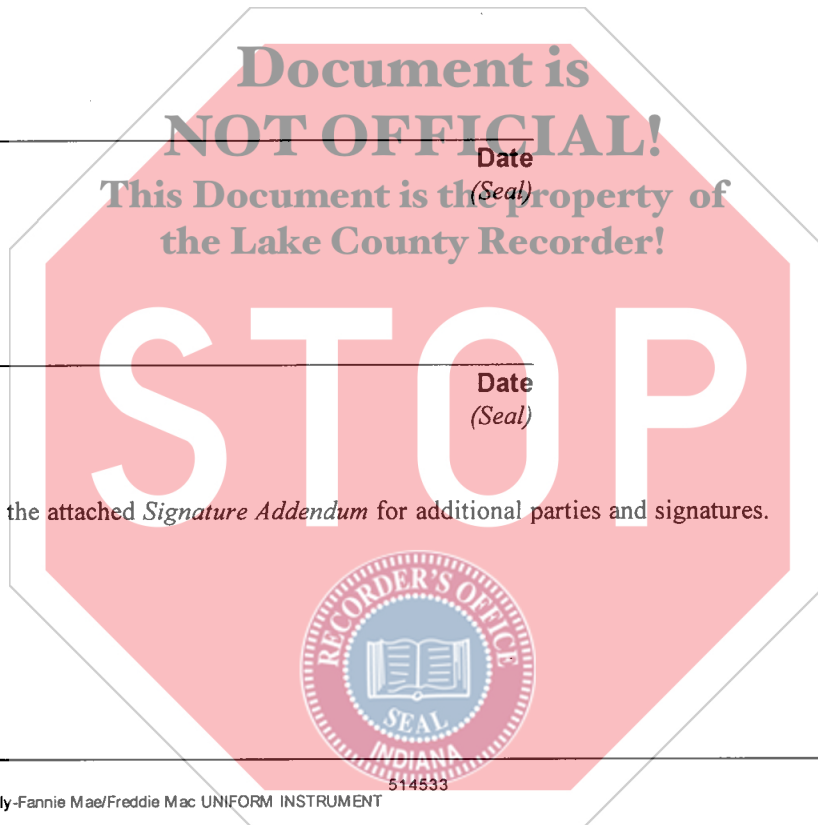 Document is
NOT OFFICIAL!
Date
This Document is the property of
(Seal)
the Lake County Recorder!
STOP
Date
(Seal)
the attached Signature Addendum for additional parties and signatures.
RECORDER'S OFFICE
SEAL
INDIANA
514533
ly-Fannie Mae/Freddie Mac UNIFORM INSTRUMENT